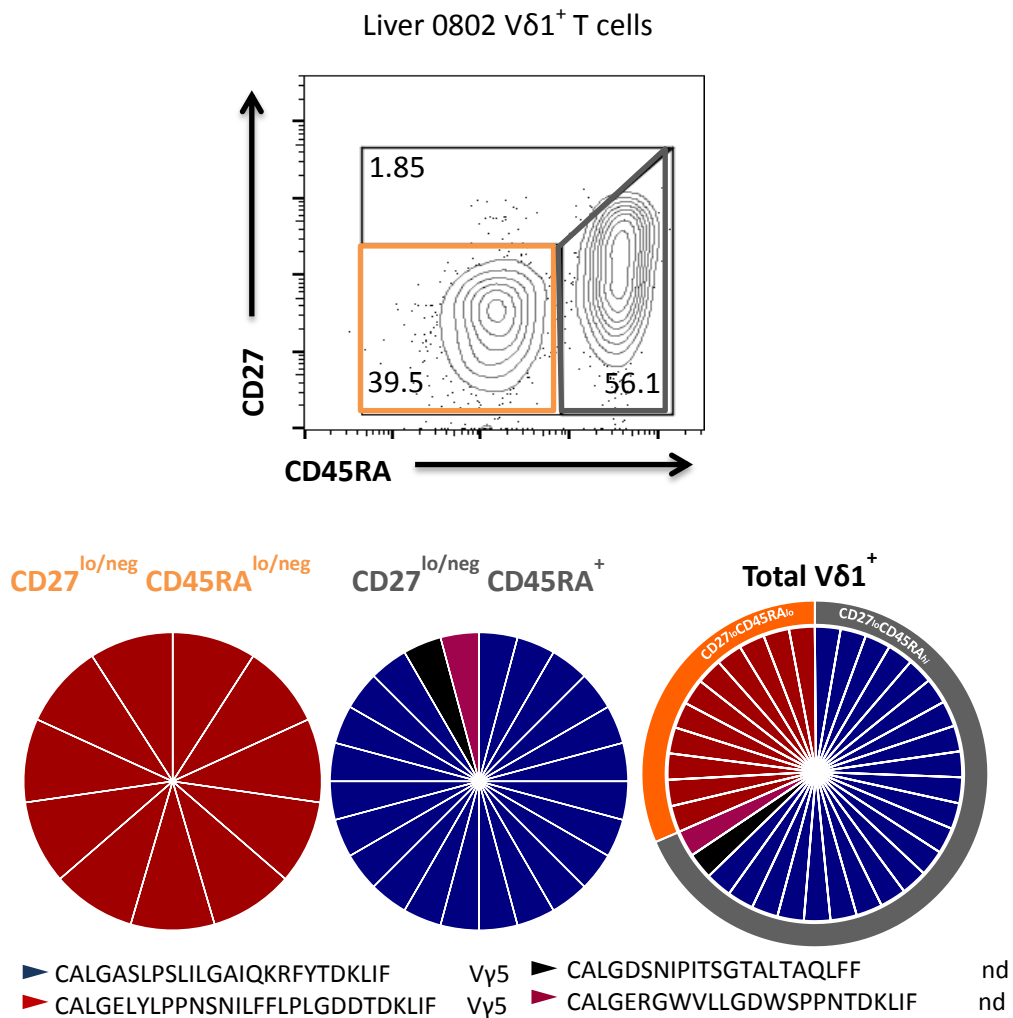 Liver 0802 Vδ1⁺ T cells
1.85
39.5
56.1
CD27
CD45RA
CD27ˡᵒ/ⁿᵉᵍ CD45RAˡᵒ/ⁿᵉᵍ
CD27ˡᵒ/ⁿᵉᵍ CD45RA⁺
Total Vδ1⁺
CD27ₗₒCD45RAₗₒ
CD27ₗₒCD45RAₕᵢ
CALGASLPSLILGAIQKRFYTDKLIF Vγ5
CALGELYLPPNSNILFFLPLGDDTDKLIF Vγ5
CALGDSNIPITSGTALTAQLFF nd
CALGERGWVLLGDWSPPNTDKLIF nd